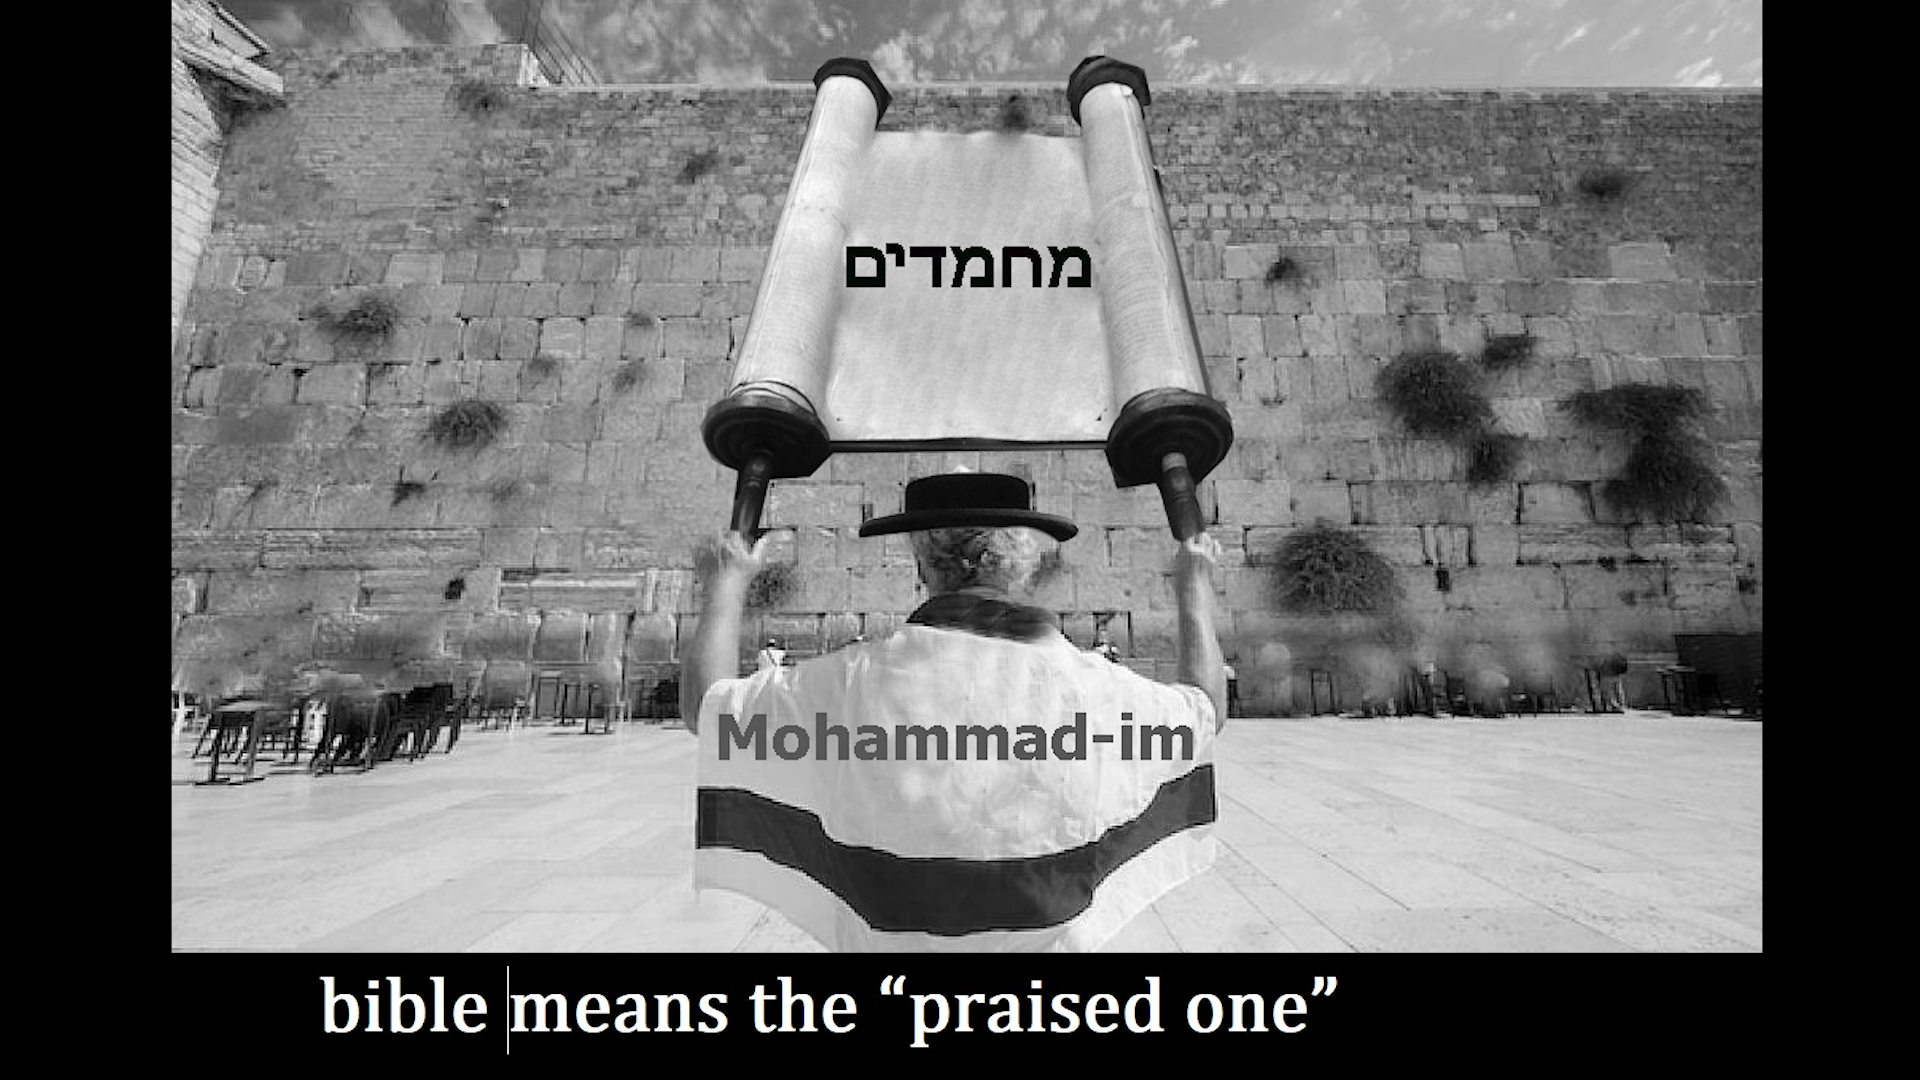 מחמדים
Mohammad-im
bible means the “praised one”